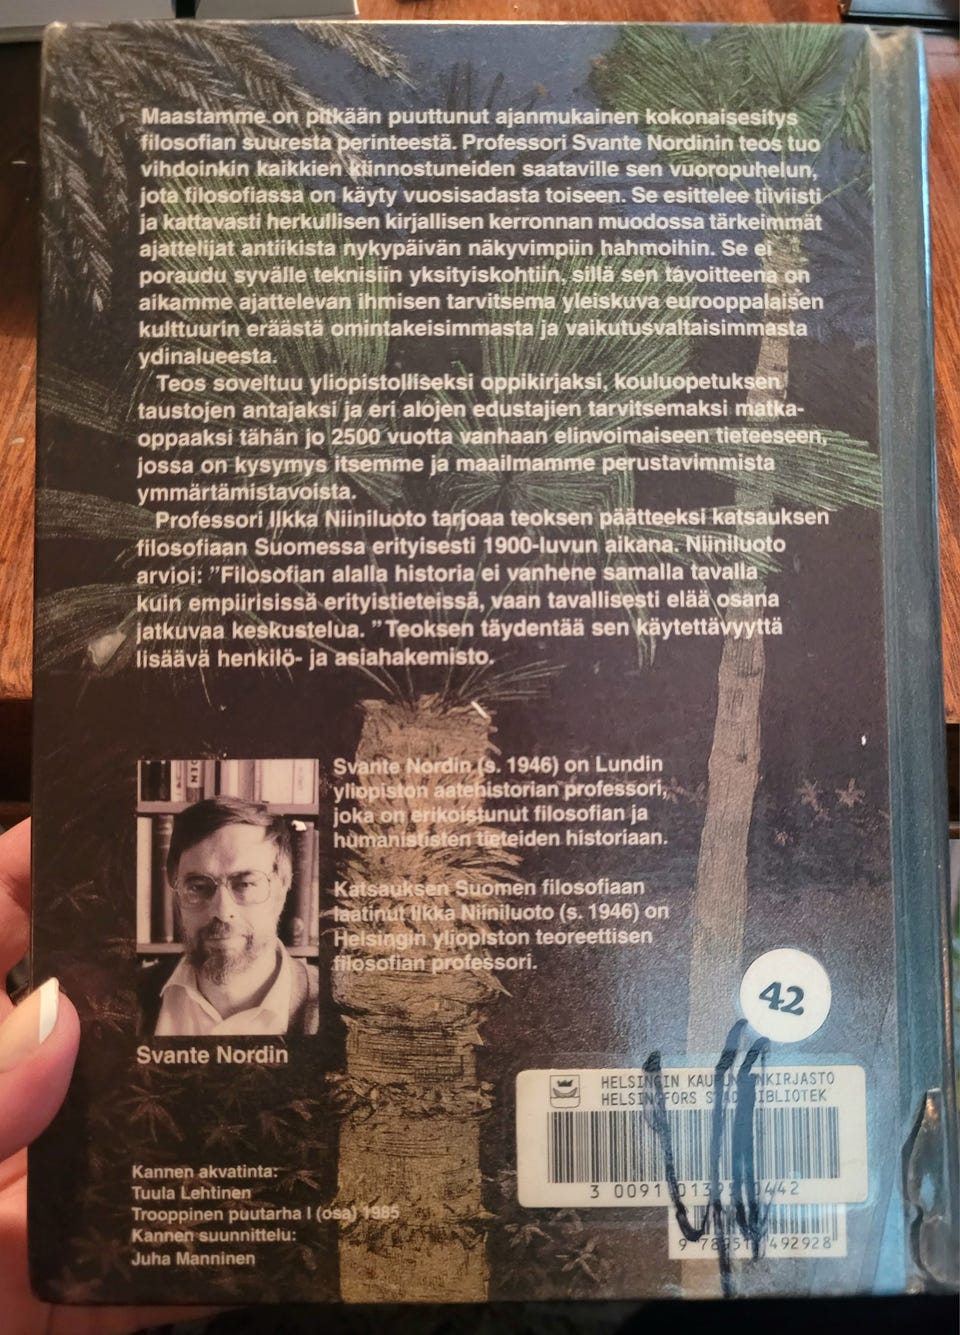 Maastamme on pitkään puuttunut ajanmukainen kokonaisesitys
filosofian suuresta perinteestä. Professori Svante Nordinin teos tuo
vihdoinkin kaikkien kiinnostuneiden saataville sen vuoropuhelun,
jota filosofiassa on käyty vuosisadasta toiseen. Se esittelee tiiviisti
ja kattavasti herkullisen kirjallisen kerronnan muodossa tärkeimmät
ajattelijat antiikista nykypäivän näkyvimpiin hahmoihin. Se ei
poraudu syvälle teknisiin yksityiskohtiin, sillä sen tavoitteena on
aikamme ajattelevan ihmisen tarvitsema yleiskuva eurooppalaisen
kulttuurin eräästä omintakeisimmasta ja vaikutusvaltaisimmasta
ydinalueesta.
Teos soveltuu yliopistolliseksi oppikirjaksi, kouluopetuksen
taustojen antajaksi ja eri alojen edustajien tarvitsemaksi matka-
oppaaksi tähän jo 2500 vuotta vanhaan elinvoimaiseen tieteeseen,
jossa on kysymys itsemme ja maailmamme perustavimmista
ymmärtämistavoista.
Professori Ilkka Niiniluoto tarjoaa teoksen päätteeksi katsauksen
filosofiaan Suomessa erityisesti 1900-luvun aikana. Niiniluoto
arvioi: ”Filosofian alalla historia ei vanhene samalla tavalla
kuin empiirisissä erityistieteissä, vaan tavallisesti elää osana
jatkuvaa keskustelua. ”Teoksen täydentää sen käytettävyyttä
lisäävä henkilö- ja asiahakemisto.
Svante Nordin (s. 1946) on Lundin
yliopiston aatehistorian professori,
joka on erikoistunut filosofian ja
humanististen tieteiden historiaan.
Katsauksen Suomen filosofiaan
laatinut Ilkka Niiniluoto (s. 1946) on
Helsingin yliopiston teoreettisen
filosofian professori.
Svante Nordin
42
HELSINGIN KAUPUNGINKIRJASTO
HELSINGFORS STADSBIBLIOTEK
3 0091
0442
492928
Kannen akvatinta:
Tuula Lehtinen
Trooppinen puutarha I (osa) 1985
Kannen suunnittelu:
Juha Manninen